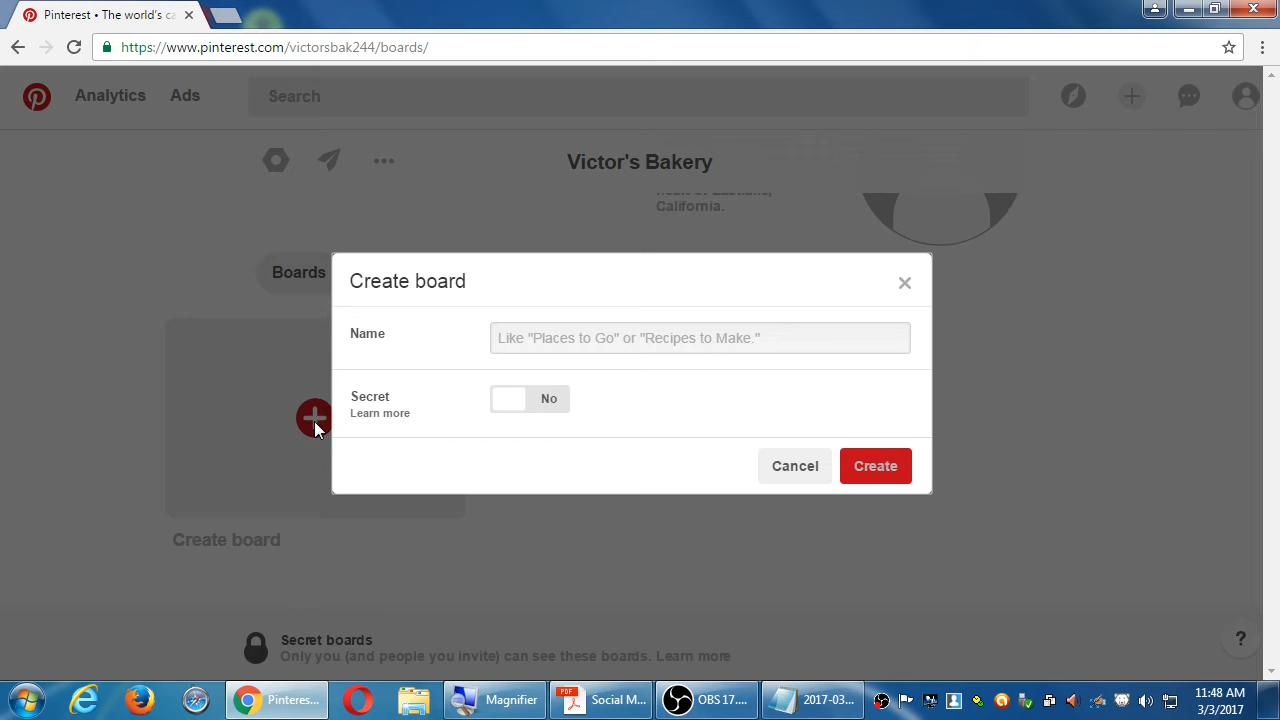 Pinterest • The world's ca
https://www.pinterest.com/victorsbak244/boards/
Analytics Ads Search
Victor's Bakery
California.
Boards
Create board
Name Like "Places to Go" or "Recipes to Make."
Secret No
Learn more
Cancel Create
Create board
Secret boards
Only you (and people you invite) can see these boards. Learn more
?
Pinteres... Magnifier PDF Social M... OBS 17.... 2017-03... 11:48 AM
3/3/2017